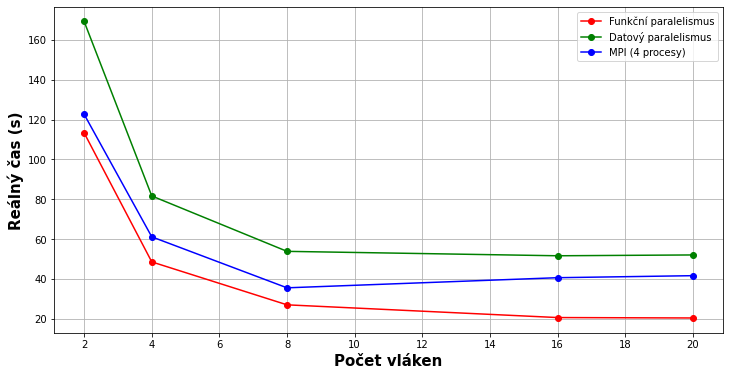 Funkční paralelismus
Datový paralelismus
MPI (4 procesy)
Reálný čas (s)
160
140
120
100
80
60
40
20
2 4 6 8 10 12 14 16 18 20
Počet vláken